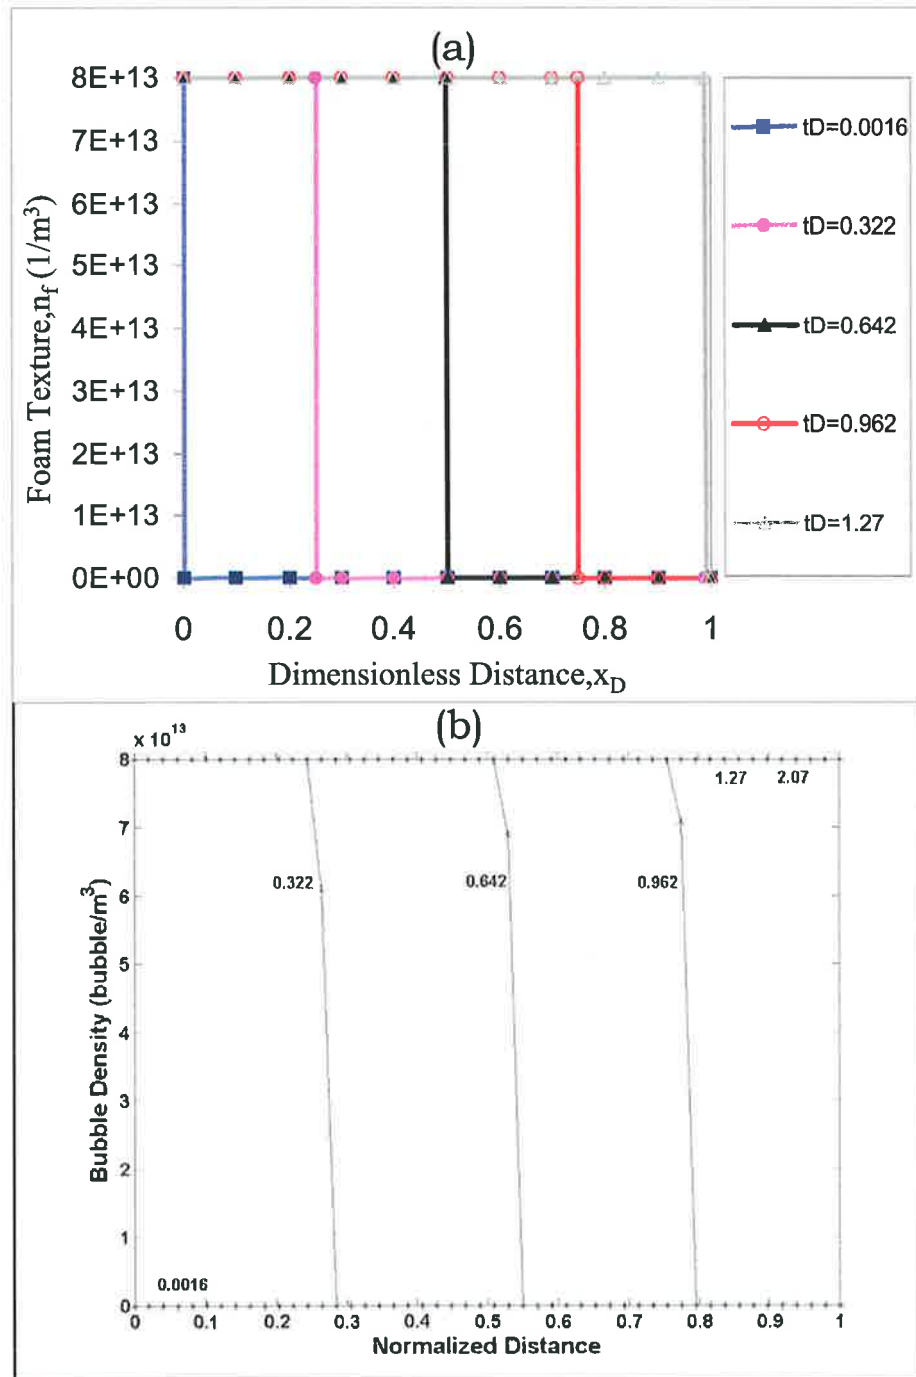 (a)
8E+13
7E+13
6E+13
5E+13
4E+13
3E+13
2E+13
1E+13
0E+00
Foam Texture,n_f (1/m³)
0 0.2 0.4 0.6 0.8 1
Dimensionless Distance,x_D
tD=0.0016
tD=0.322
tD=0.642
tD=0.962
tD=1.27
(b)
x 10¹³
8
7
6
5
4
3
2
1
0
Bubble Density (bubble/m³)
1.27 2.07
0.322 0.642 0.962
0.0016
0 0.1 0.2 0.3 0.4 0.5 0.6 0.7 0.8 0.9 1
Normalized Distance